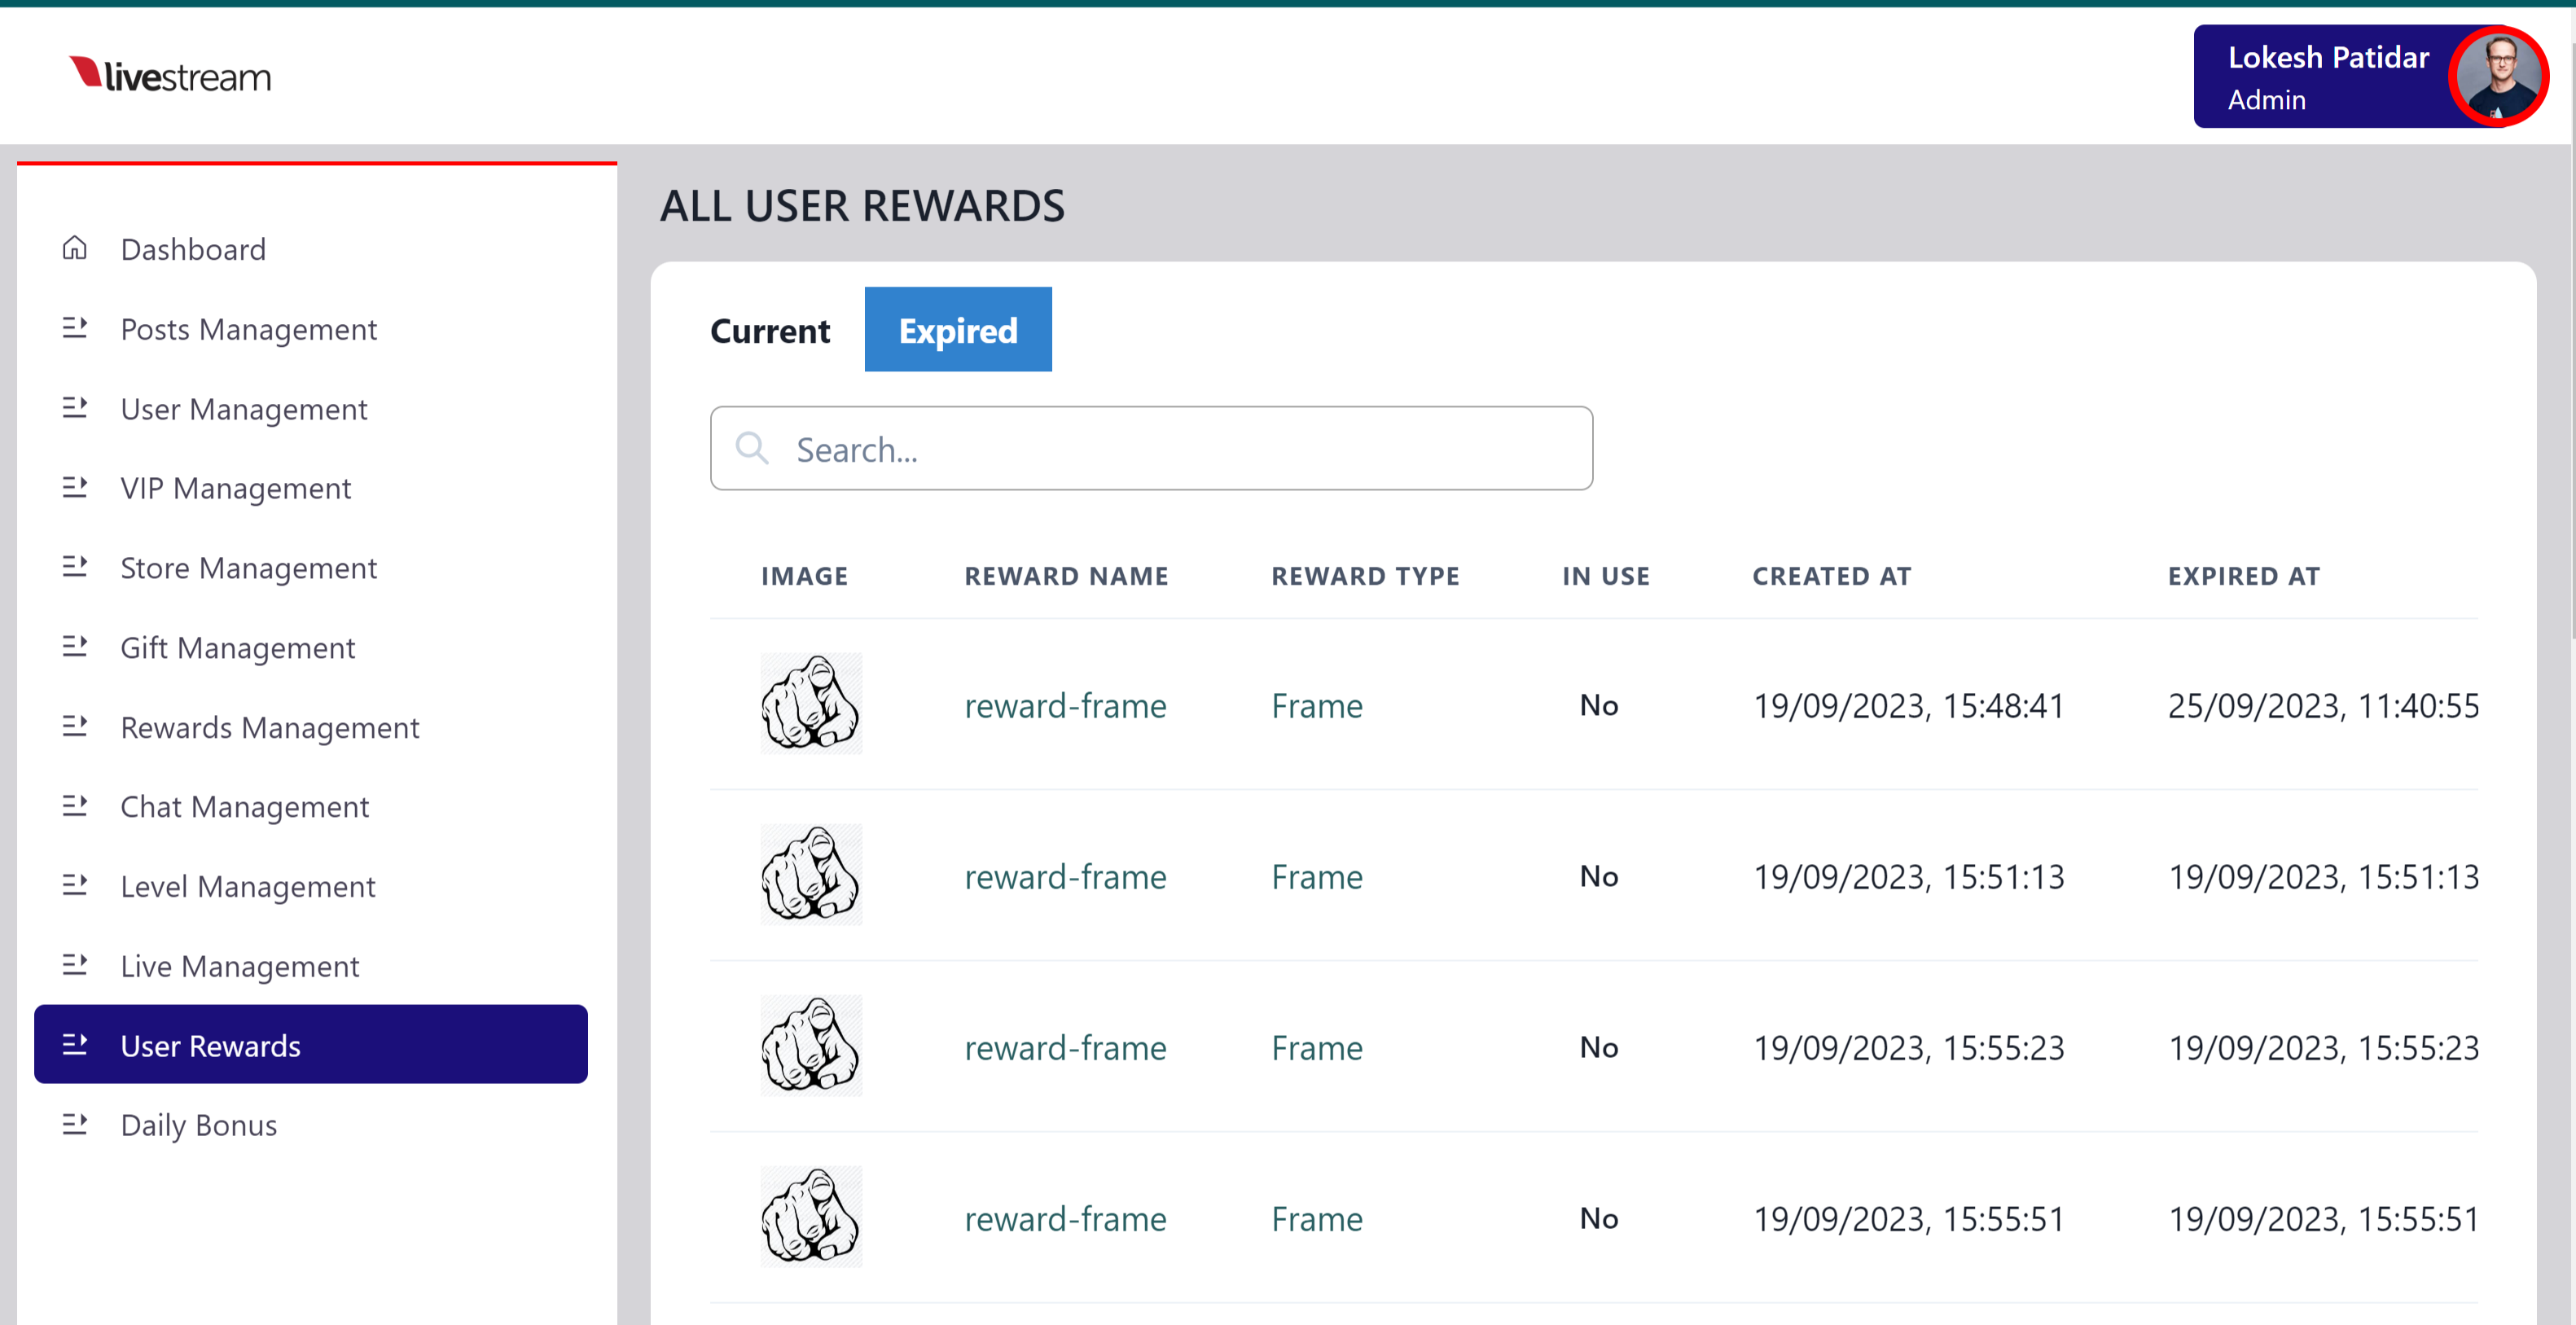 livestream
Lokesh Patidar
Admin
Dashboard
Posts Management
User Management
VIP Management
Store Management
Gift Management
Rewards Management
Chat Management
Level Management
Live Management
User Rewards
Daily Bonus
ALL USER REWARDS
Current Expired
Search...
IMAGE REWARD NAME REWARD TYPE IN USE CREATED AT EXPIRED AT
reward-frame Frame No 19/09/2023, 15:48:41 25/09/2023, 11:40:55
reward-frame Frame No 19/09/2023, 15:51:13 19/09/2023, 15:51:13
reward-frame Frame No 19/09/2023, 15:55:23 19/09/2023, 15:55:23
reward-frame Frame No 19/09/2023, 15:55:51 19/09/2023, 15:55:51